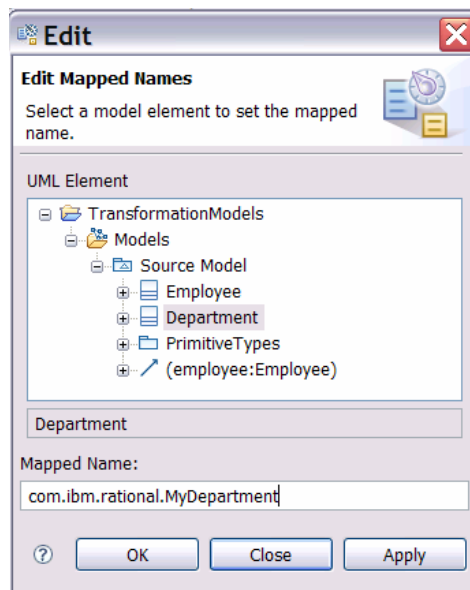 Edit
Edit Mapped Names
Select a model element to set the mapped
name.
UML Element
TransformationModels
Models
Source Model
Employee
Department
PrimitiveTypes
(employee:Employee)
Department
Mapped Name:
com.ibm.rational.MyDepartment
? OK Close Apply